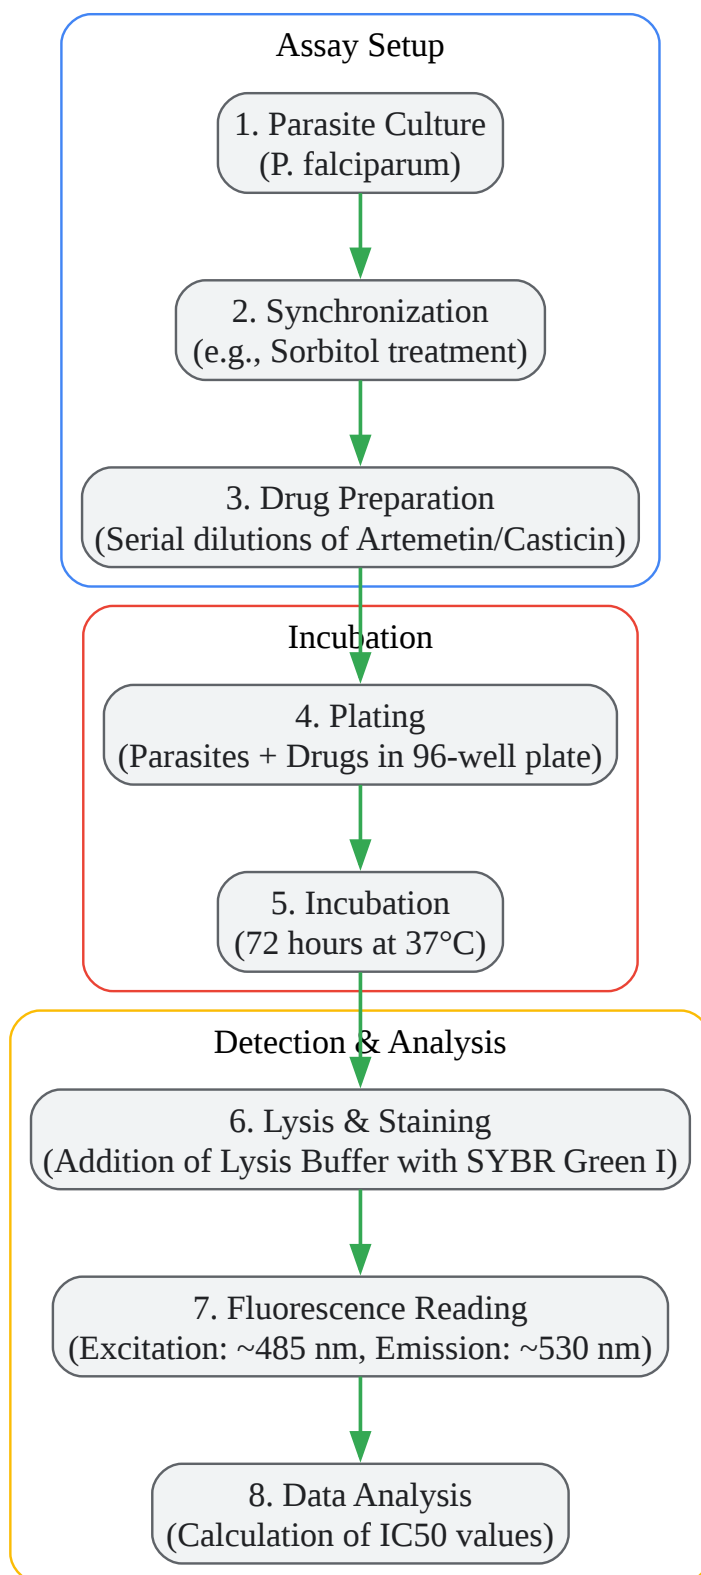 Assay Setup
1. Parasite Culture
(P. falciparum)
2. Synchronization
(e.g., Sorbitol treatment)
3. Drug Preparation
(Serial dilutions of Artemetin/Casticin)
Incubation
4. Plating
(Parasites + Drugs in 96-well plate)
5. Incubation
(72 hours at 37°C)
Detection & Analysis
6. Lysis & Staining
(Addition of Lysis Buffer with SYBR Green I)
7. Fluorescence Reading
(Excitation: ~485 nm, Emission: ~530 nm)
8. Data Analysis
(Calculation of IC50 values)